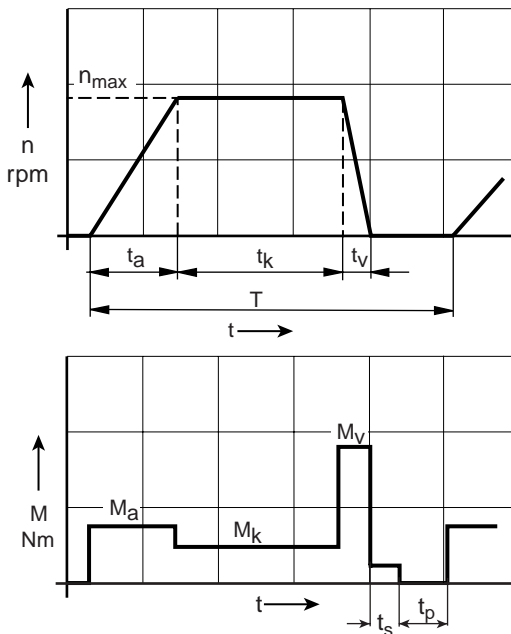 n_max
n
rpm
t_a t_k t_v
T
t
M_v
M_a
M_k
M
Nm
t
t_s t_p